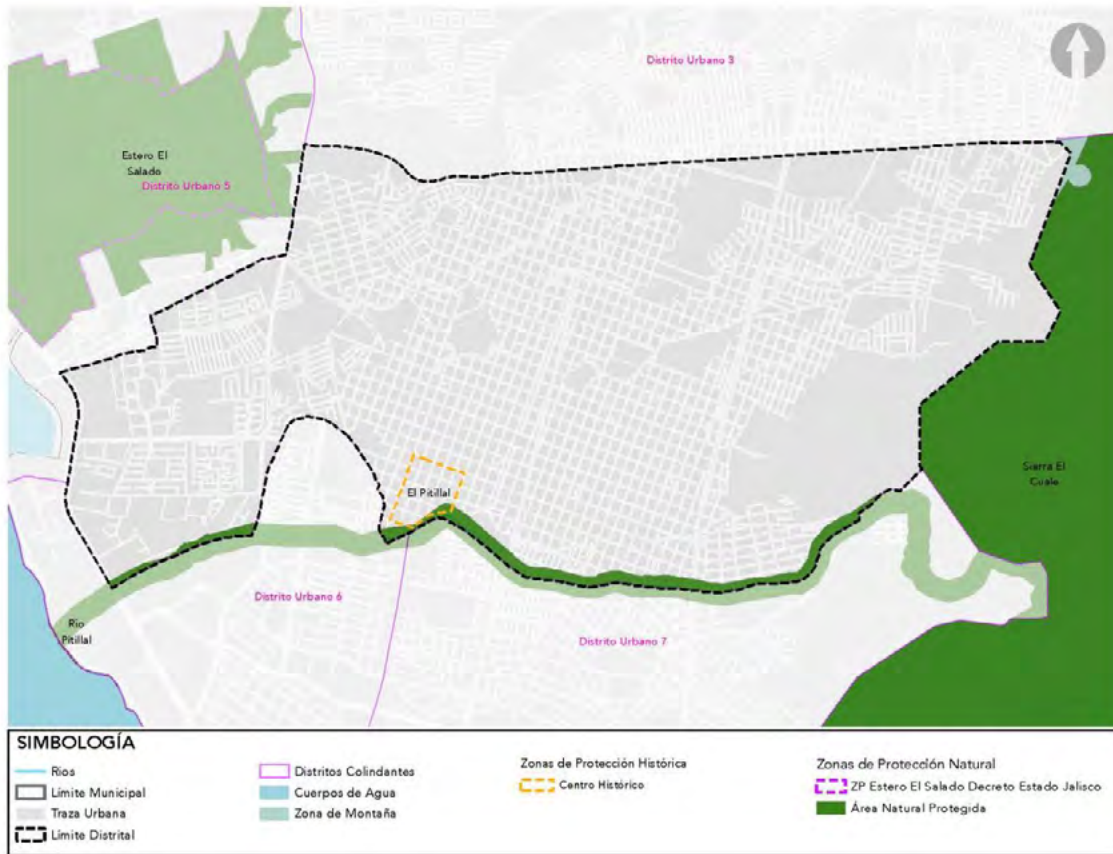 Distrito Urbano 3
Estero El
Salado
Distrito Urbano 5
Sierra El
Cuale
El Pitillal
Distrito Urbano 6
Río
Pitillal
Distrito Urbano 7
SIMBOLOGÍA
Rios
Límite Municipal
Traza Urbana
Límite Distrital
Distritos Colindantes
Cuerpos de Agua
Zona de Montaña
Zonas de Protección Histórica
Centro Histórico
Zonas de Protección Natural
ZP Estero El Salado Decreto Estado Jalisco
Área Natural Protegida